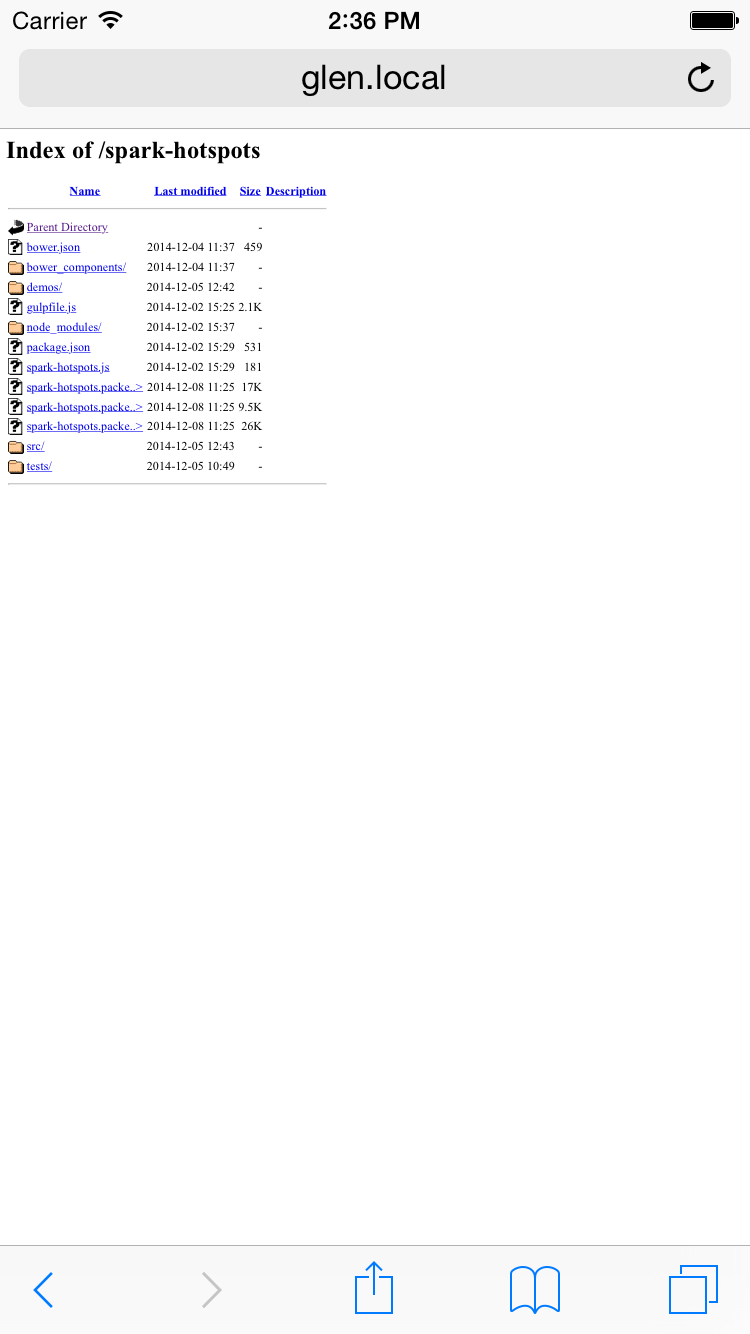 Carrier 2:36 PM
glen.local
Index of /spark-hotspots
Name Last modified Size Description
Parent Directory -
bower.json 2014-12-04 11:37 459
bower_components/ 2014-12-04 11:37 -
demos/ 2014-12-05 12:42 -
gulpfile.js 2014-12-02 15:25 2.1K
node_modules/ 2014-12-02 15:37 -
package.json 2014-12-02 15:29 531
spark-hotspots.js 2014-12-02 15:29 181
spark-hotspots.packe..> 2014-12-08 11:25 17K
spark-hotspots.packe..> 2014-12-08 11:25 9.5K
spark-hotspots.packe..> 2014-12-08 11:25 26K
src/ 2014-12-05 12:43 -
tests/ 2014-12-05 10:49 -